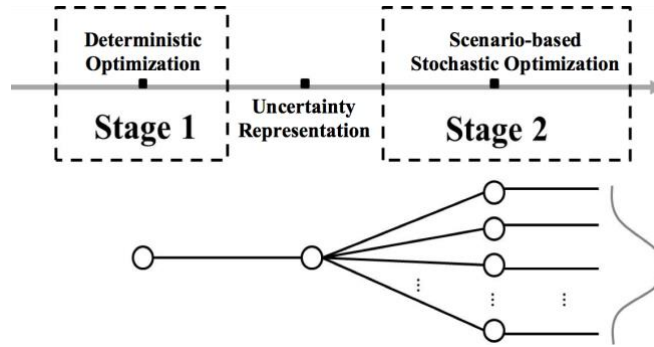 Deterministic
Optimization
Stage 1
Uncertainty
Representation
Scenario-based
Stochastic Optimization
Stage 2